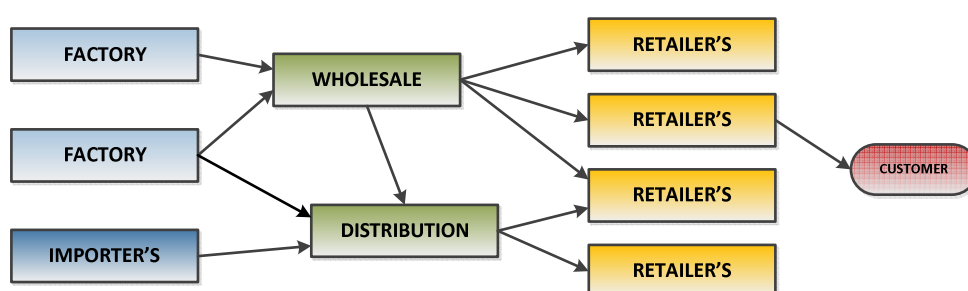 FACTORY
FACTORY
IMPORTER'S
WHOLESALE
DISTRIBUTION
RETAILER'S
RETAILER'S
RETAILER'S
RETAILER'S
CUSTOMER